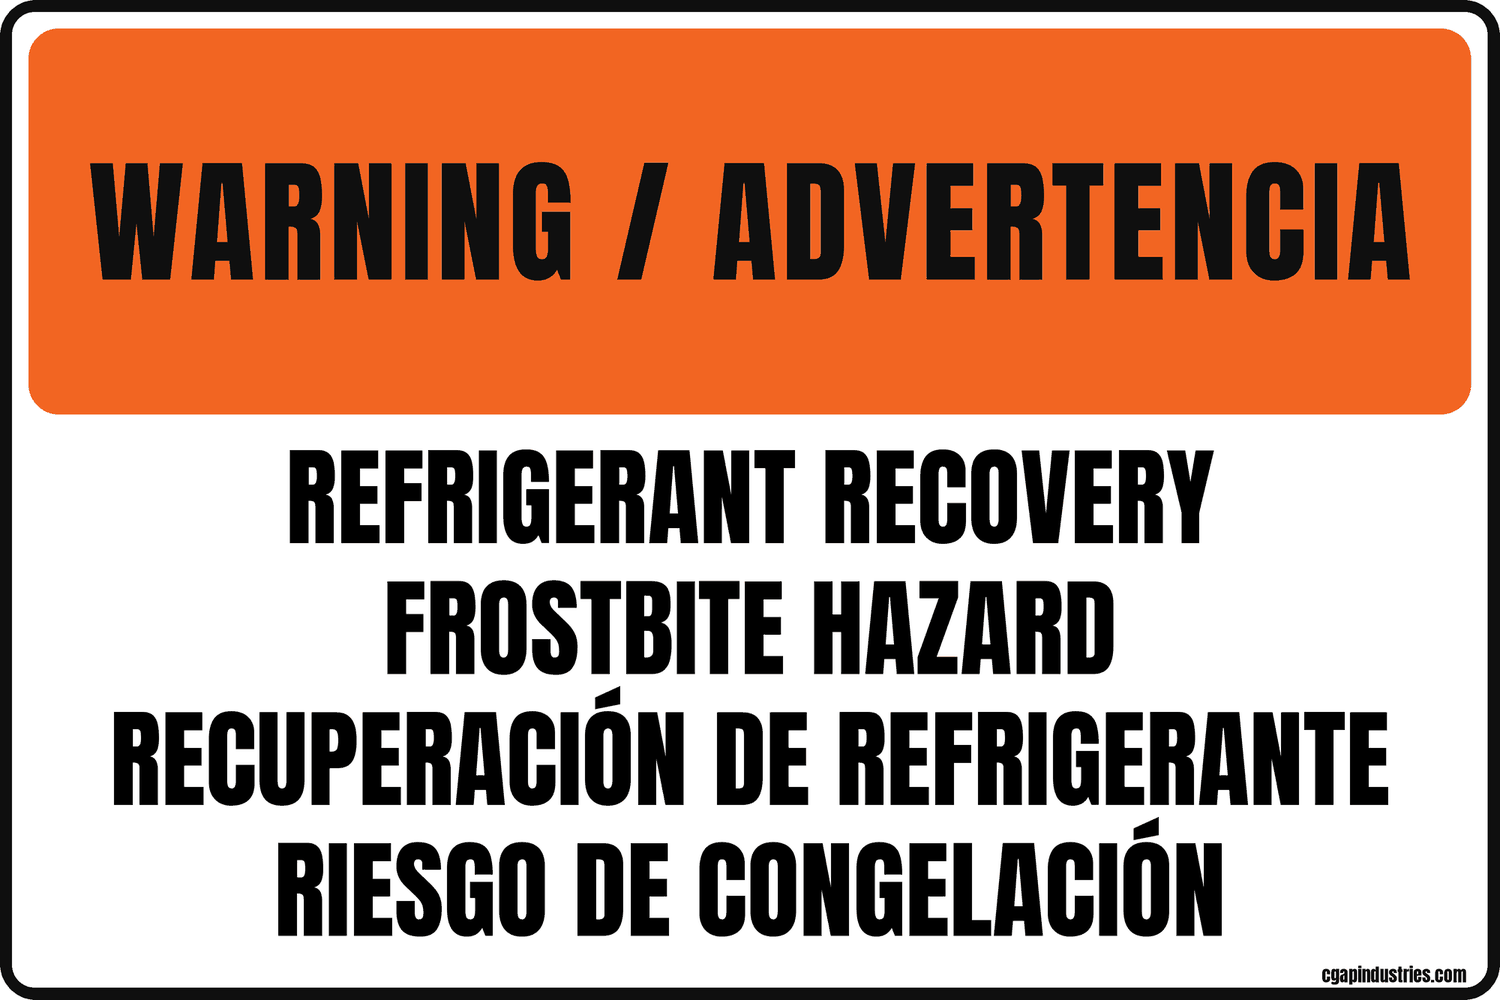 WARNING / ADVERTENCIA
REFRIGERANT RECOVERY
FROSTBITE HAZARD
RECUPERACIÓN DE REFRIGERANTE
RIESGO DE CONGELACIÓN
cgapindustries.com